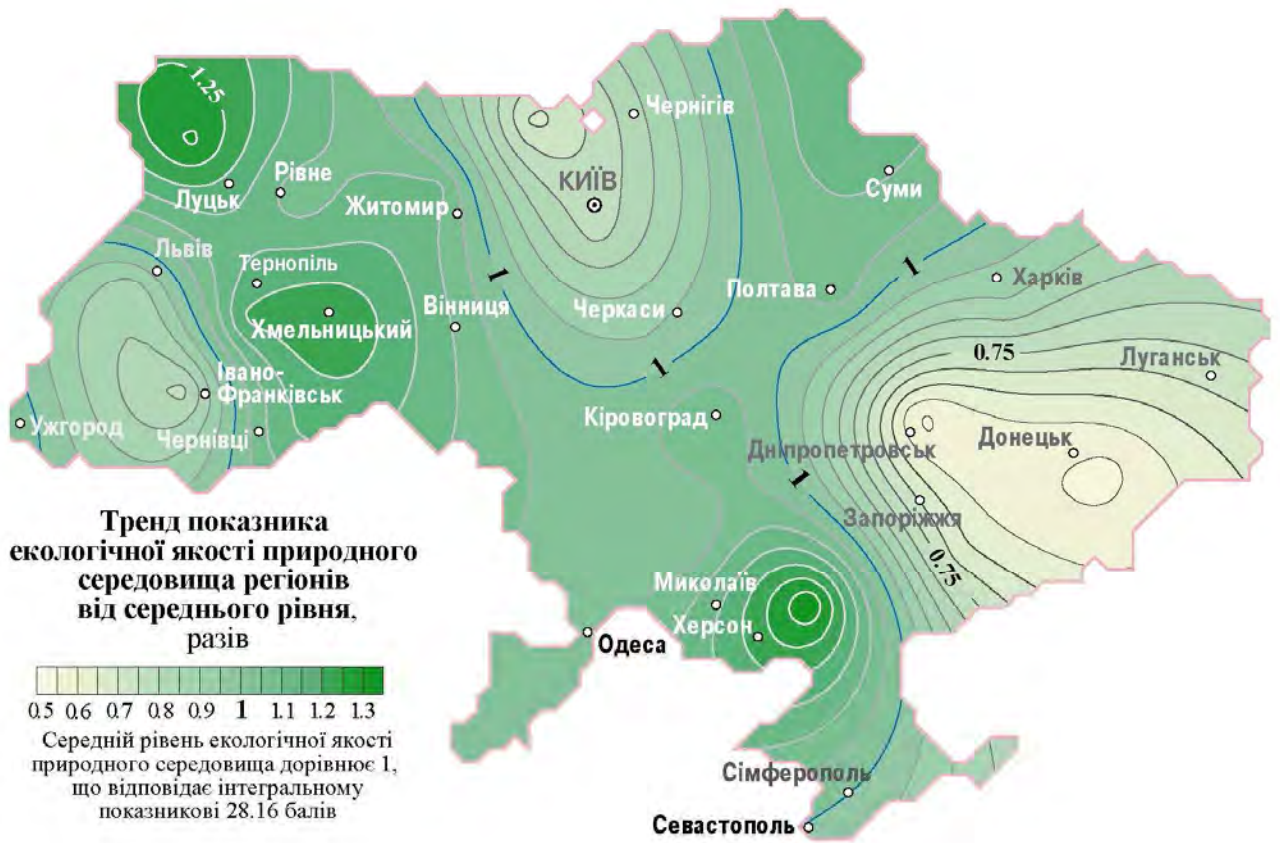 1.25
Чернігів
Рівне
КИЇВ
Луцьк
Суми
Житомир
Львів
1
1
Тернопіль
Харків
Полтава
Вінниця
Черкаси
Хмельницький
0.75
Луганськ
1
Івано-
Франківськ
Кіровоград
Ужгород
Чернівці
Дніпропетровськ
Донецьк
1
Запоріжжя
0.75
Миколаїв
Херсон
Одеса
Сімферополь
Севастополь
Тренд показника
екологічної якості природного
середовища регіонів
від середнього рівня,
разів
0.5 0.6 0.7 0.8 0.9 1 1.1 1.2 1.3
Середній рівень екологічної якості
природного середовища дорівнює 1,
що відповідає інтегральному
показникові 28.16 балів